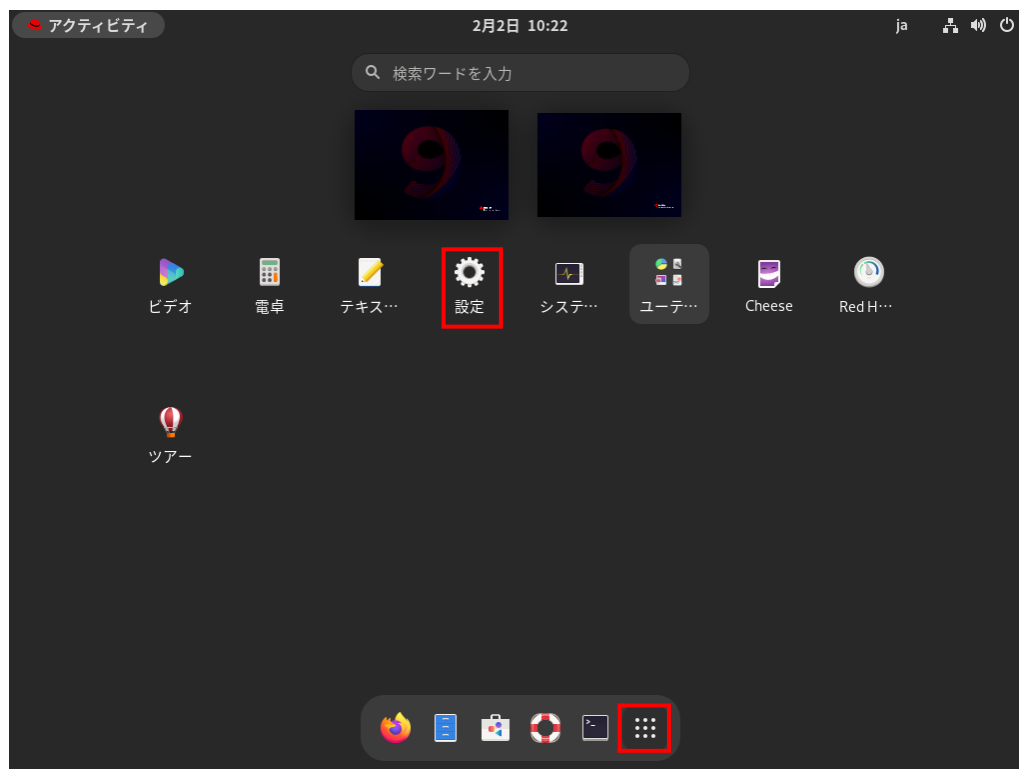 アクティビティ
2月2日 10:22
ja
検索ワードを入力
9
9
ビデオ
電卓
テキス…
設定
システ…
ユーテ…
Cheese
Red H…
ツアー